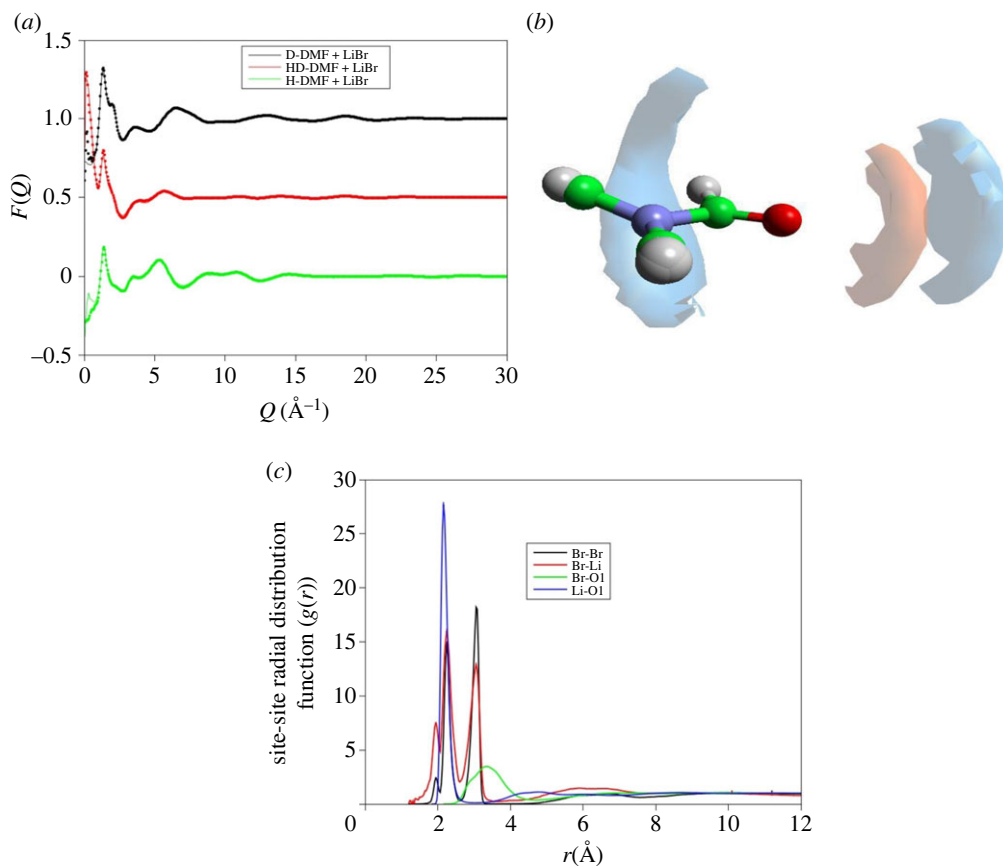 (a)
(b)
D-DMF + LiBr
HD-DMF + LiBr
H-DMF + LiBr
1.5
1.0
0.5
0
–0.5
F(Q)
0 5 10 15 20 25 30
Q (Å⁻¹)
(c)
30
25
20
15
10
5
site-site radial distribution
function (g(r))
Br-Br
Br-Li
Br-O1
Li-O1
0 2 4 6 8 10 12
r(Å)